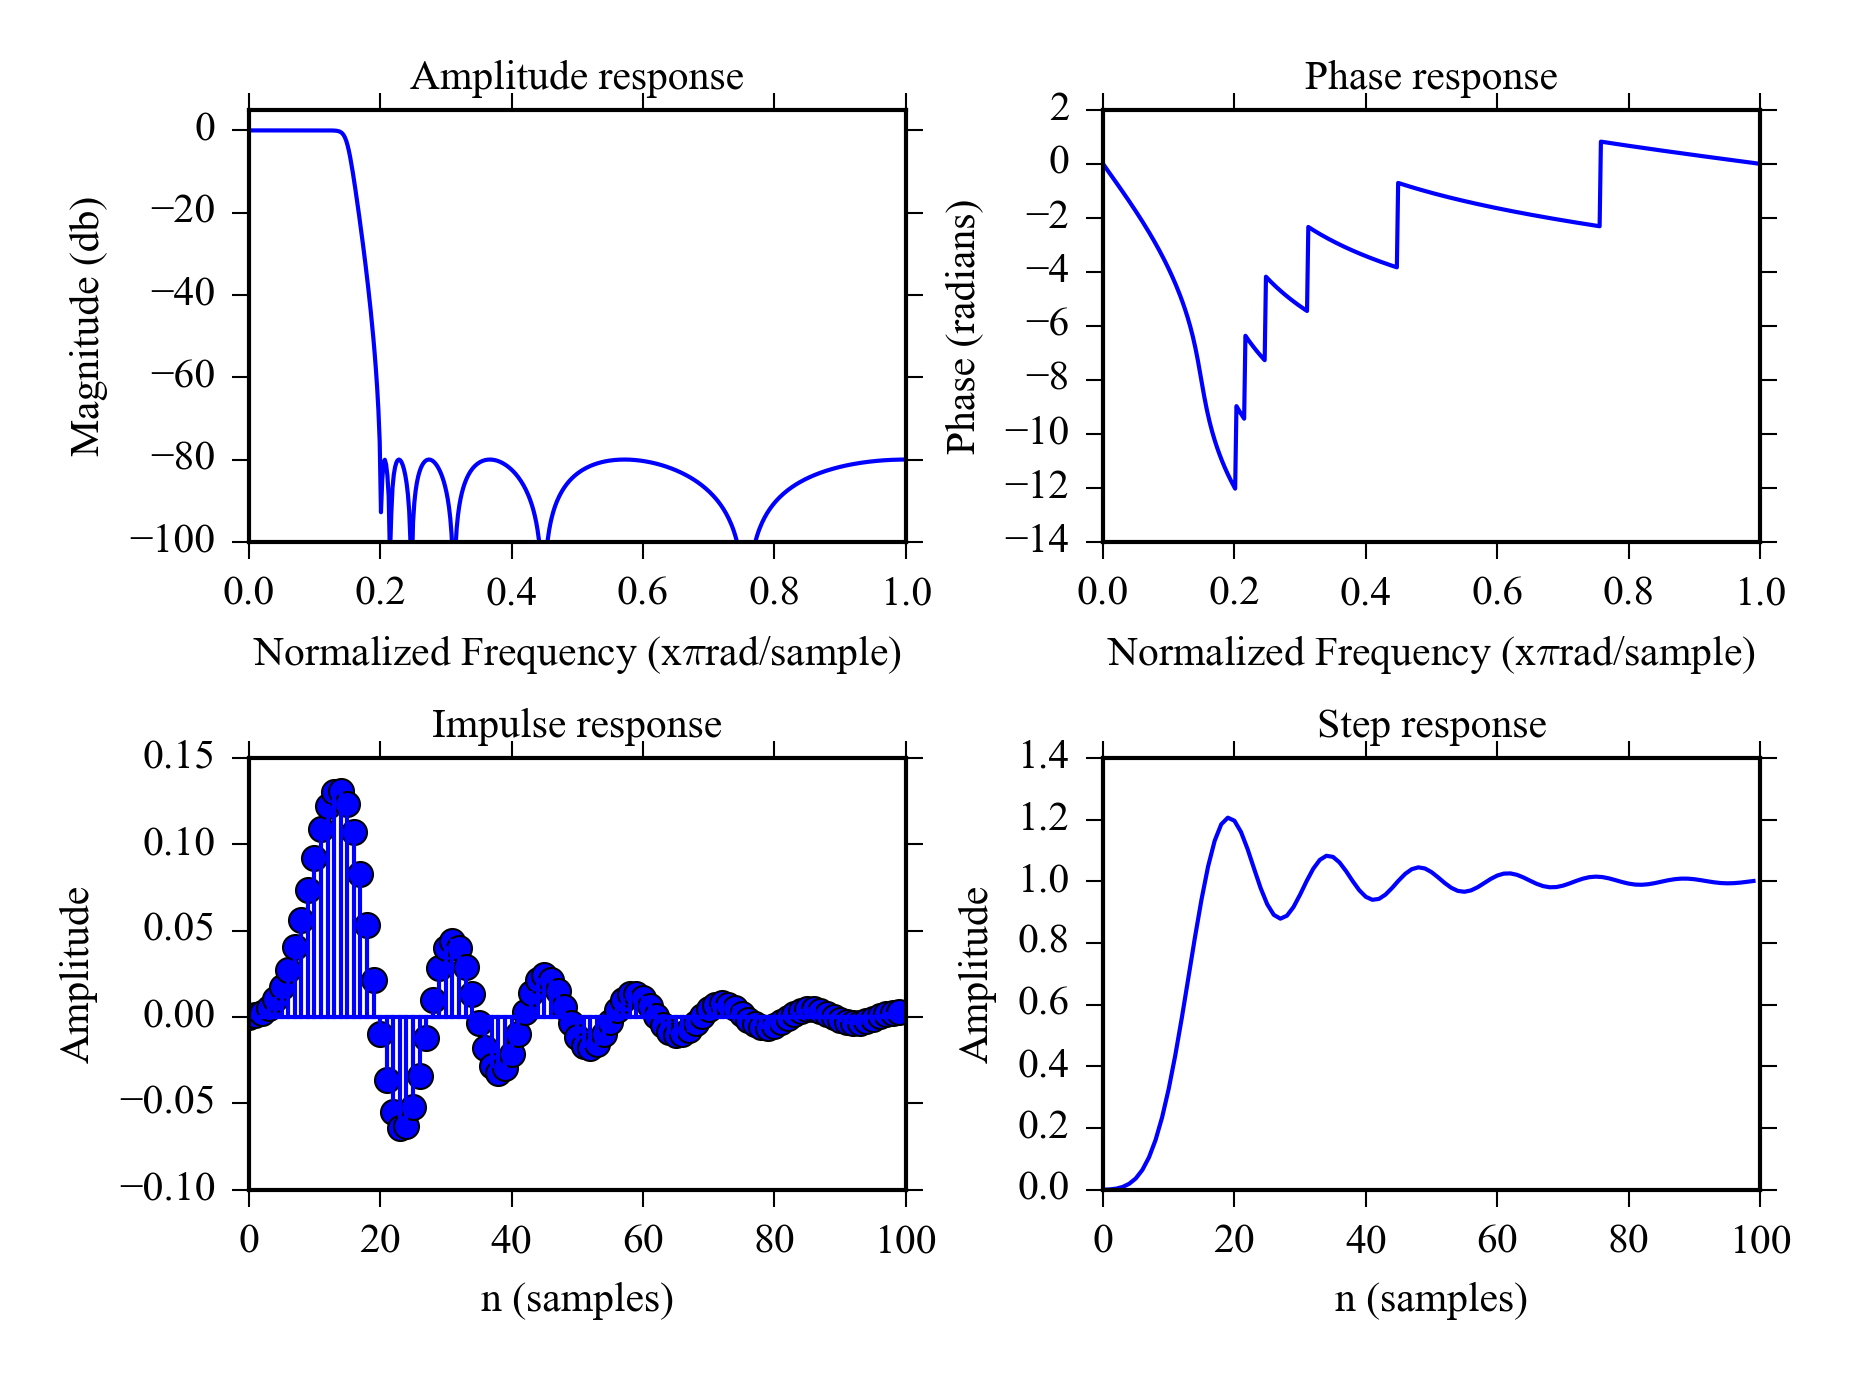 Amplitude response
0
−20
−40
−60
−80
−100
Magnitude (db)
0.0 0.2 0.4 0.6 0.8 1.0
Normalized Frequency (xπrad/sample)
Phase response
2
0
−2
−4
−6
−8
−10
−12
−14
Phase (radians)
0.0 0.2 0.4 0.6 0.8 1.0
Normalized Frequency (xπrad/sample)
Impulse response
0.15
0.10
0.05
0.00
−0.05
−0.10
Amplitude
0 20 40 60 80 100
n (samples)
Step response
1.4
1.2
1.0
0.8
0.6
0.4
0.2
0.0
Amplitude
0 20 40 60 80 100
n (samples)